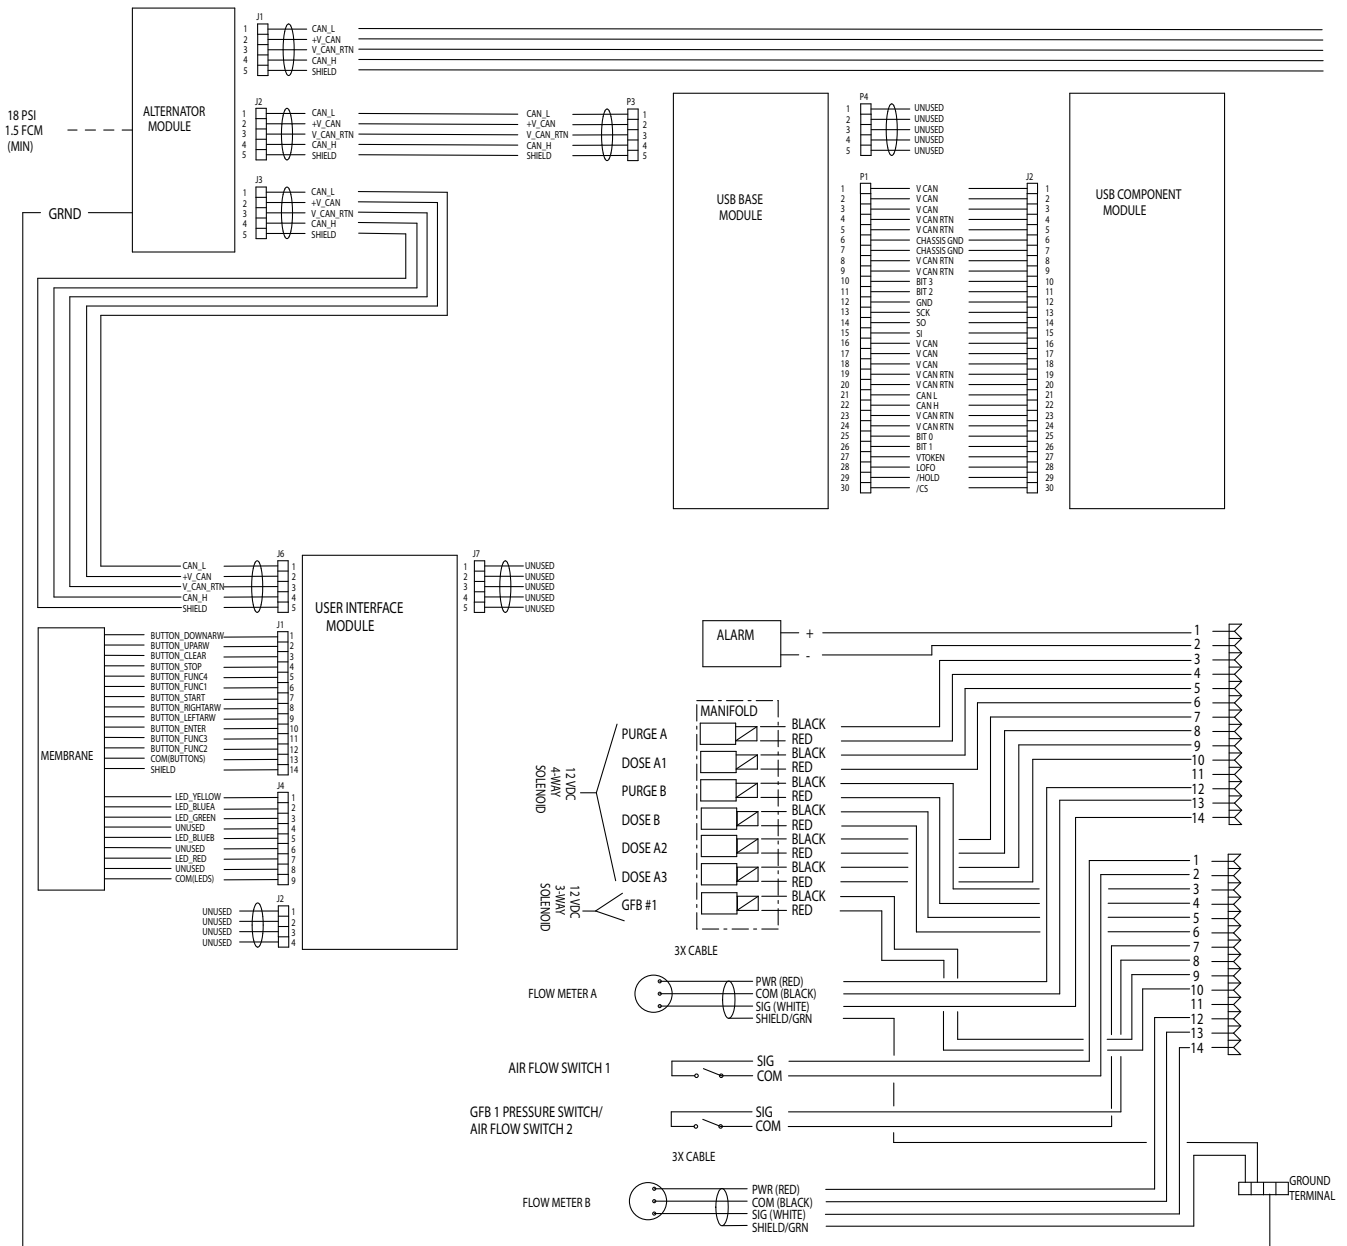 J1
1 CAN_L
2 +V_CAN
3 V_CAN_RTN
4 CAN_H
5 SHIELD
ALTERNATOR
MODULE
18 PSI
1.5 FCM
(MIN)
GRND
J2
1 CAN_L
2 +V_CAN
3 V_CAN_RTN
4 CAN_H
5 SHIELD
P3
CAN_L 1
+V_CAN 2
V_CAN_RTN 3
CAN_H 4
SHIELD 5
J3
1 CAN_L
2 +V_CAN
3 V_CAN_RTN
4 CAN_H
5 SHIELD
USB BASE
MODULE
P4
1 UNUSED
2 UNUSED
3 UNUSED
4 UNUSED
5 UNUSED
USB COMPONENT
MODULE
P1 J2
1 V CAN 1
2 V CAN 2
3 V CAN 3
4 V CAN RTN 4
5 V CAN RTN 5
6 CHASSIS GND 6
7 CHASSIS GND 7
8 V CAN RTN 8
9 V CAN RTN 9
10 BIT 3 10
11 BIT 2 11
12 GND 12
13 SCK 13
14 SO 14
15 SI 15
16 V CAN 16
17 V CAN 17
18 V CAN 18
19 V CAN RTN 19
20 V CAN RTN 20
21 CAN L 21
22 CAN H 22
23 V CAN RTN 23
24 V CAN RTN 24
25 BIT 0 25
26 BIT 1 26
27 VTOKEN 27
28 LOFO 28
29 /HOLD 29
30 /CS 30
J6
CAN_L 1
+V_CAN 2
V_CAN_RTN 3
CAN_H 4
SHIELD 5
USER INTERFACE
MODULE
J7
1 UNUSED
2 UNUSED
3 UNUSED
4 UNUSED
5 UNUSED
MEMBRANE
J1
BUTTON_DOWNARW 1
BUTTON_UPARW 2
BUTTON_CLEAR 3
BUTTON_STOP 4
BUTTON_FUNC4 5
BUTTON_FUNC1 6
BUTTON_START 7
BUTTON_RIGHTARW 8
BUTTON_LEFTARW 9
BUTTON_ENTER 10
BUTTON_FUNC3 11
BUTTON_FUNC2 12
COM(BUTTONS) 13
SHIELD 14
J4
LED_YELLOW 1
LED_BLUEA 2
LED_GREEN 3
UNUSED 4
LED_BLUEB 5
UNUSED 6
LED_RED 7
UNUSED 8
COM(LEDS) 9
J2
UNUSED 1
UNUSED 2
UNUSED 3
UNUSED 4
ALARM
+
-
MANIFOLD
12 VDC
4-WAY
SOLENOID
PURGE A BLACK
RED
DOSE A1 BLACK
RED
PURGE B BLACK
RED
DOSE B BLACK
RED
DOSE A2 BLACK
RED
DOSE A3 BLACK
RED
12 VDC
3-WAY
SOLENOID
GFB #1 BLACK
RED
1
2
3
4
5
6
7
8
9
10
11
12
13
14
1
2
3
4
5
6
7
8
9
10
11
12
13
14
3X CABLE
FLOW METER A
PWR (RED)
COM (BLACK)
SIG (WHITE)
SHIELD/GRN
AIR FLOW SWITCH 1
SIG
COM
GFB 1 PRESSURE SWITCH/
AIR FLOW SWITCH 2
SIG
COM
3X CABLE
FLOW METER B
PWR (RED)
COM (BLACK)
SIG (WHITE)
SHIELD/GRN
GROUND
TERMINAL